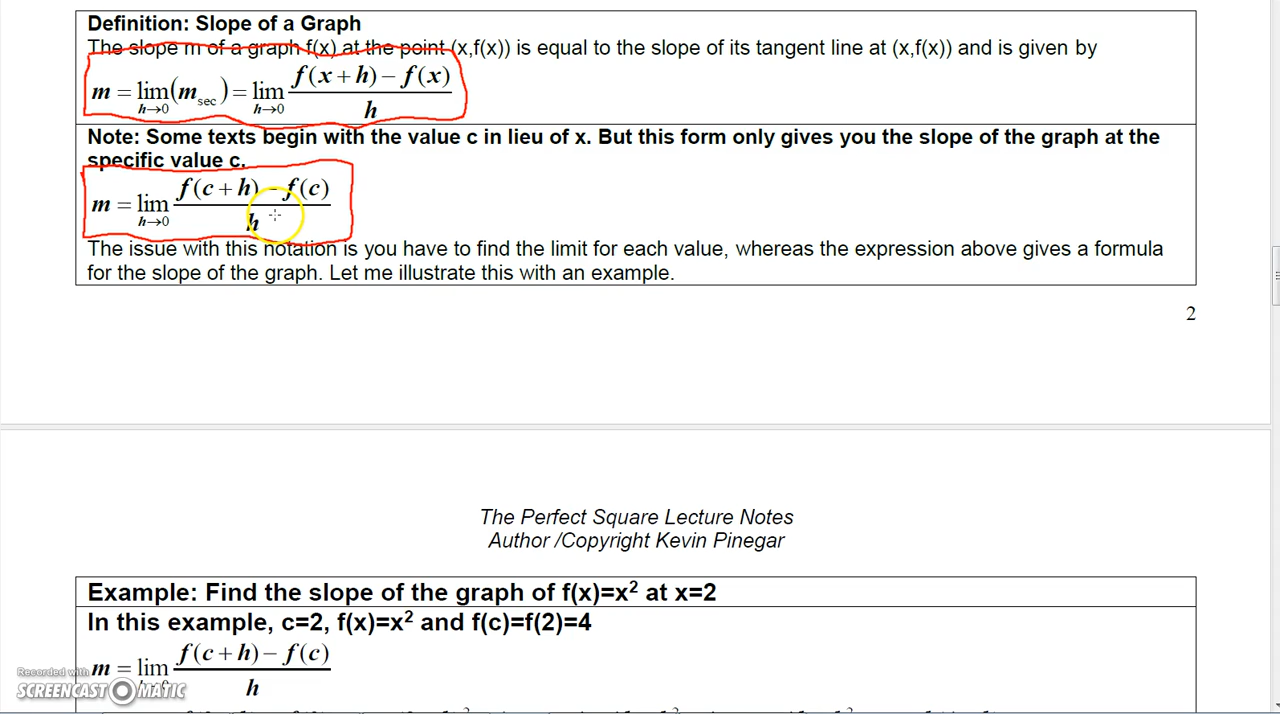 Definition: Slope of a Graph
The slope m of a graph f(x) at the point (x,f(x)) is equal to the slope of its tangent line at (x,f(x)) and is given by
m = lim h→0 (m sec) = lim h→0 f(x+h) − f(x) / h
Note: Some texts begin with the value c in lieu of x. But this form only gives you the slope of the graph at the
specific value c.
m = lim h→0 f(c+h) − f(c) / h
The issue with this notation is you have to find the limit for each value, whereas the expression above gives a formula
for the slope of the graph. Let me illustrate this with an example.
2
The Perfect Square Lecture Notes
Author /Copyright Kevin Pinegar
Example: Find the slope of the graph of f(x)=x² at x=2
In this example, c=2, f(x)=x² and f(c)=f(2)=4
m = lim f(c+h) − f(c) / h
Recorded with
SCREENCAST O MATIC